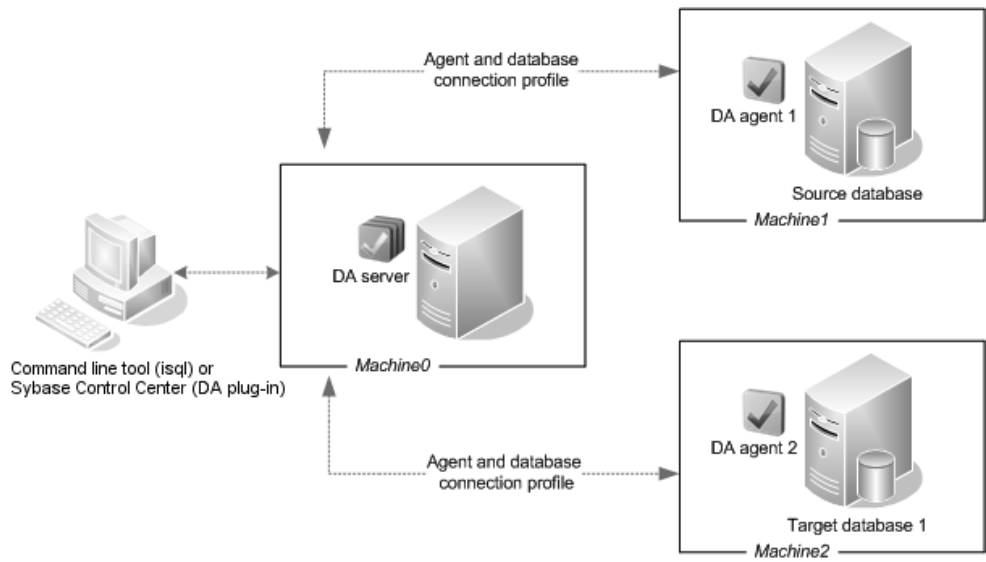 Agent and database
connection profile
DA agent 1
Source database
Machine1
DA server
Machine0
Command line tool (isql) or
Sybase Control Center (DA plug-in)
Agent and database
connection profile
DA agent 2
Target database 1
Machine2